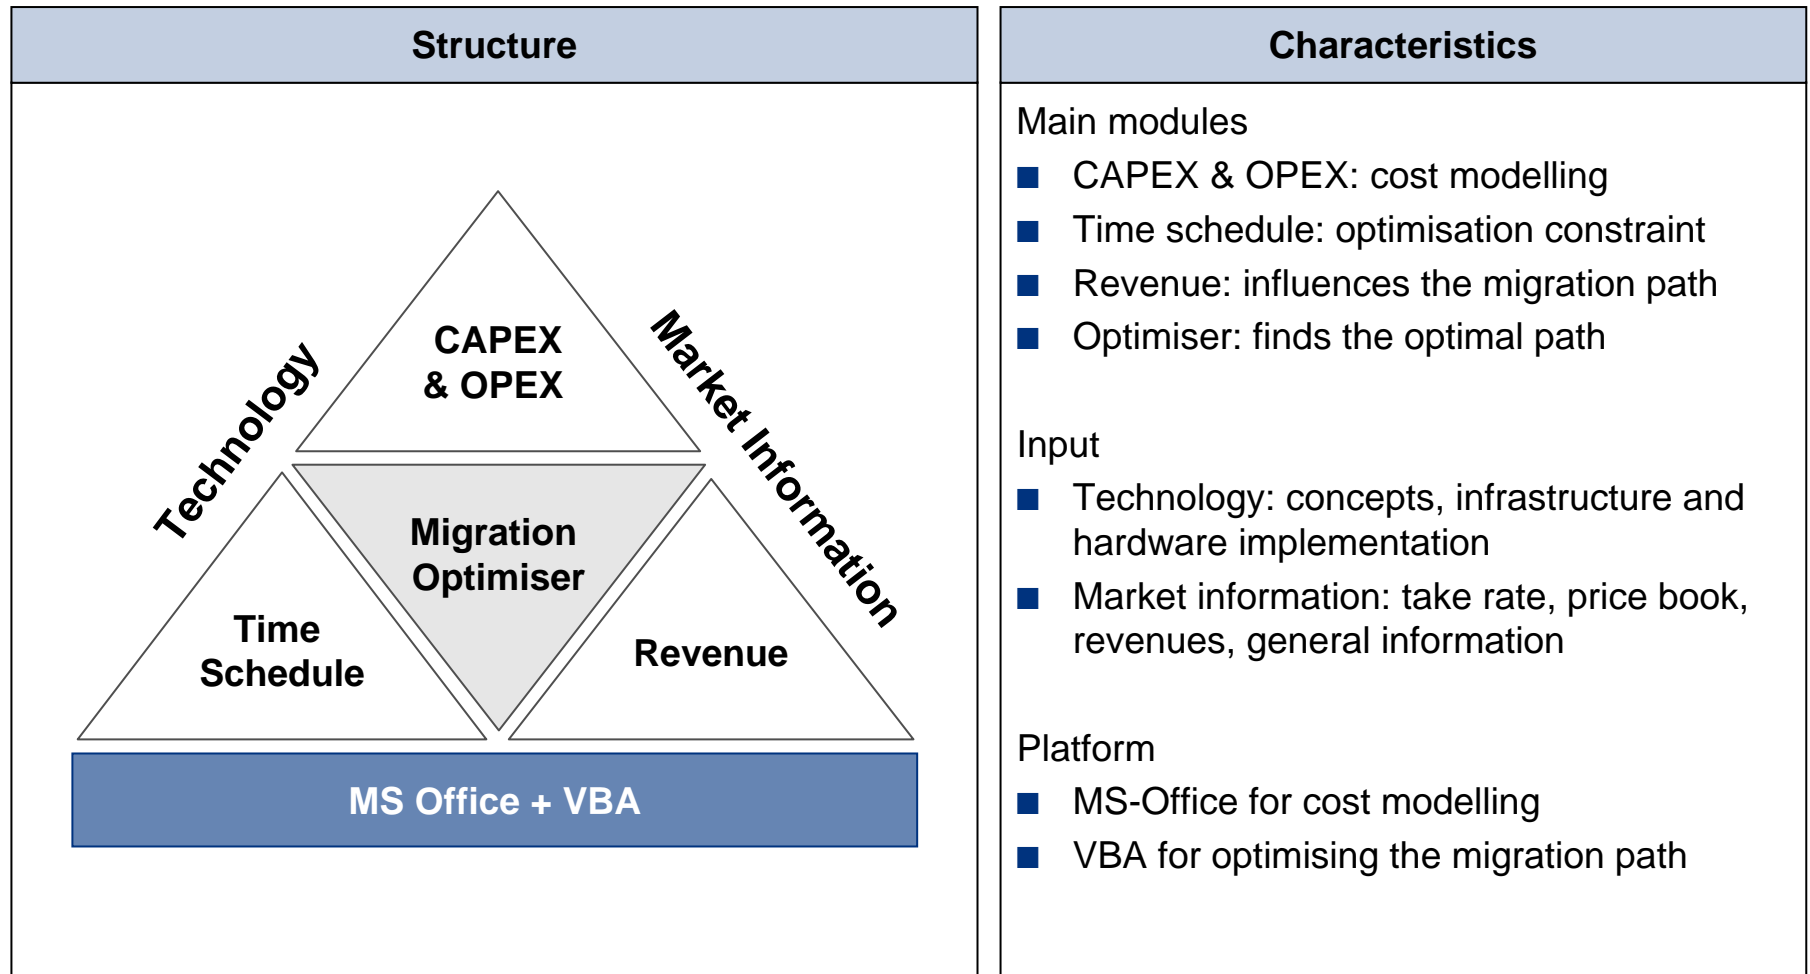 Structure
Technology
Market Information
CAPEX
& OPEX
Migration
Optimiser
Time
Schedule
Revenue
MS Office + VBA
Characteristics
Main modules
■ CAPEX & OPEX: cost modelling
■ Time schedule: optimisation constraint
■ Revenue: influences the migration path
■ Optimiser: finds the optimal path
Input
■ Technology: concepts, infrastructure and
hardware implementation
■ Market information: take rate, price book,
revenues, general information
Platform
■ MS-Office for cost modelling
■ VBA for optimising the migration path